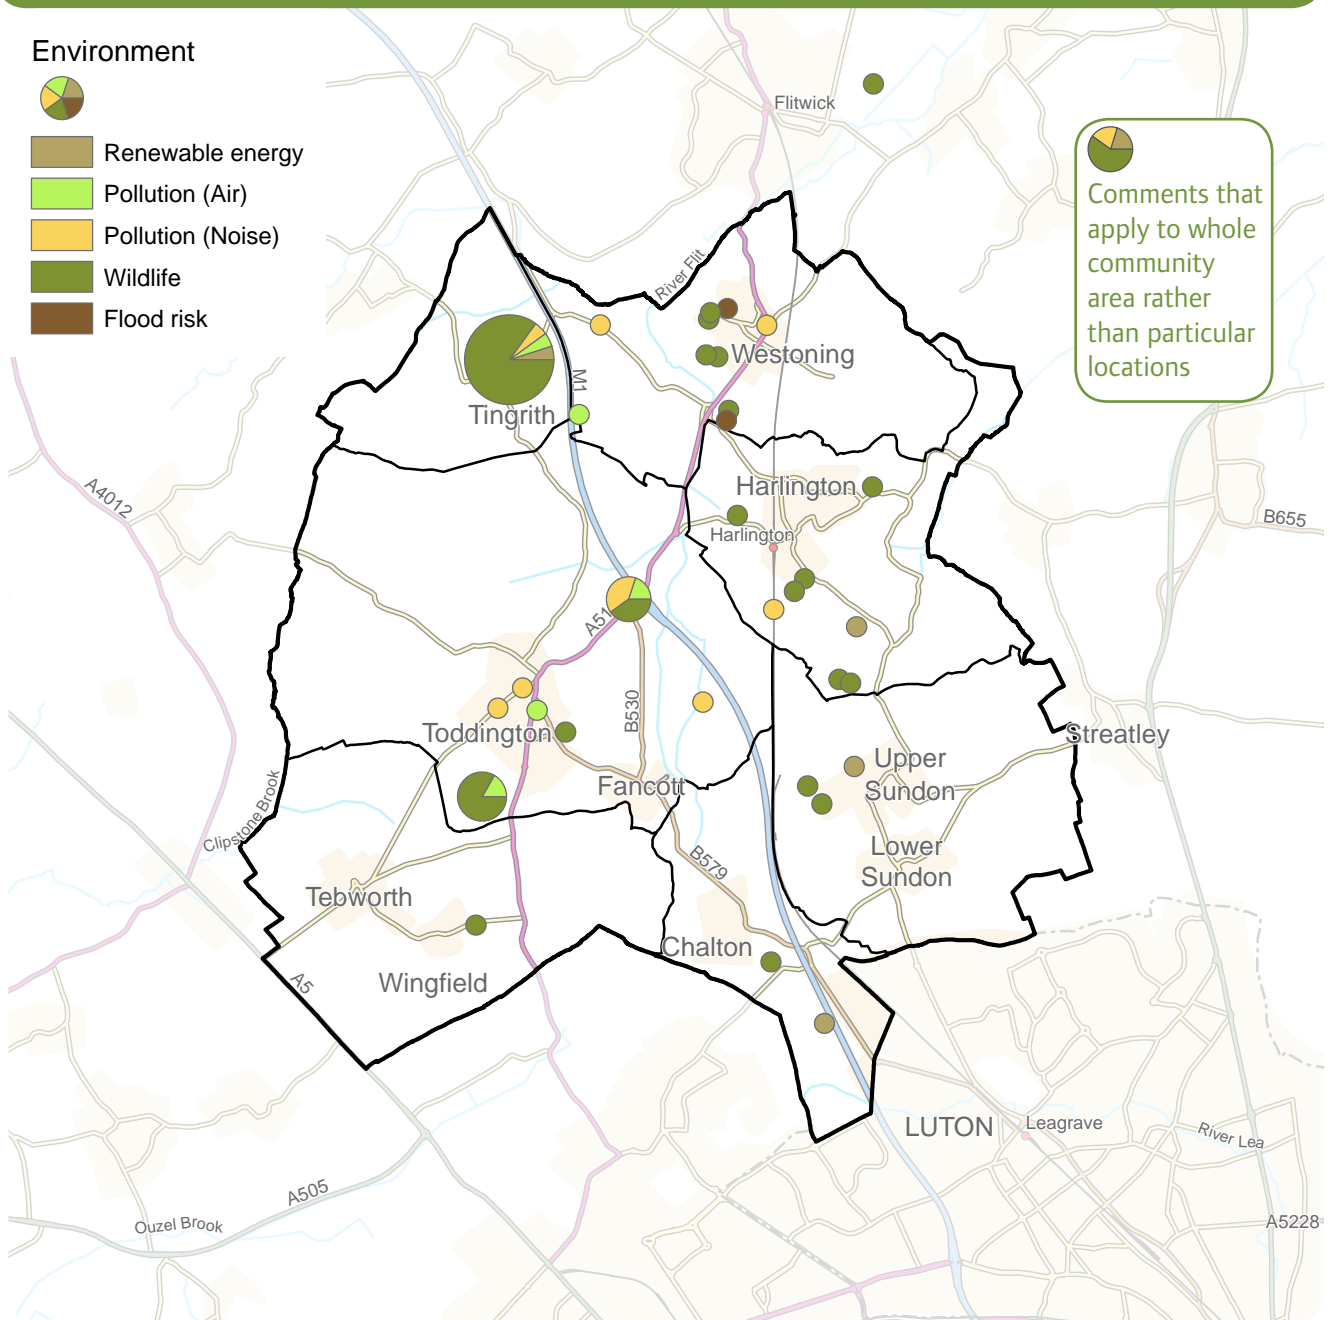 Environment
Renewable energy
Pollution (Air)
Pollution (Noise)
Wildlife
Flood risk
Flitwick
Comments that
apply to whole
community
area rather
than particular
locations
River Flit
Westoning
M1
Tingrith
A4012
Harlington
Harlington
B655
A51
B530
Toddington
Streatley
Fancott
Upper
Sundon
Clipstone Brook
Lower
Sundon
B579
Tebworth
Chalton
Wingfield
A5
LUTON
Leagrave
River Lea
A505
Ouzel Brook
A5228